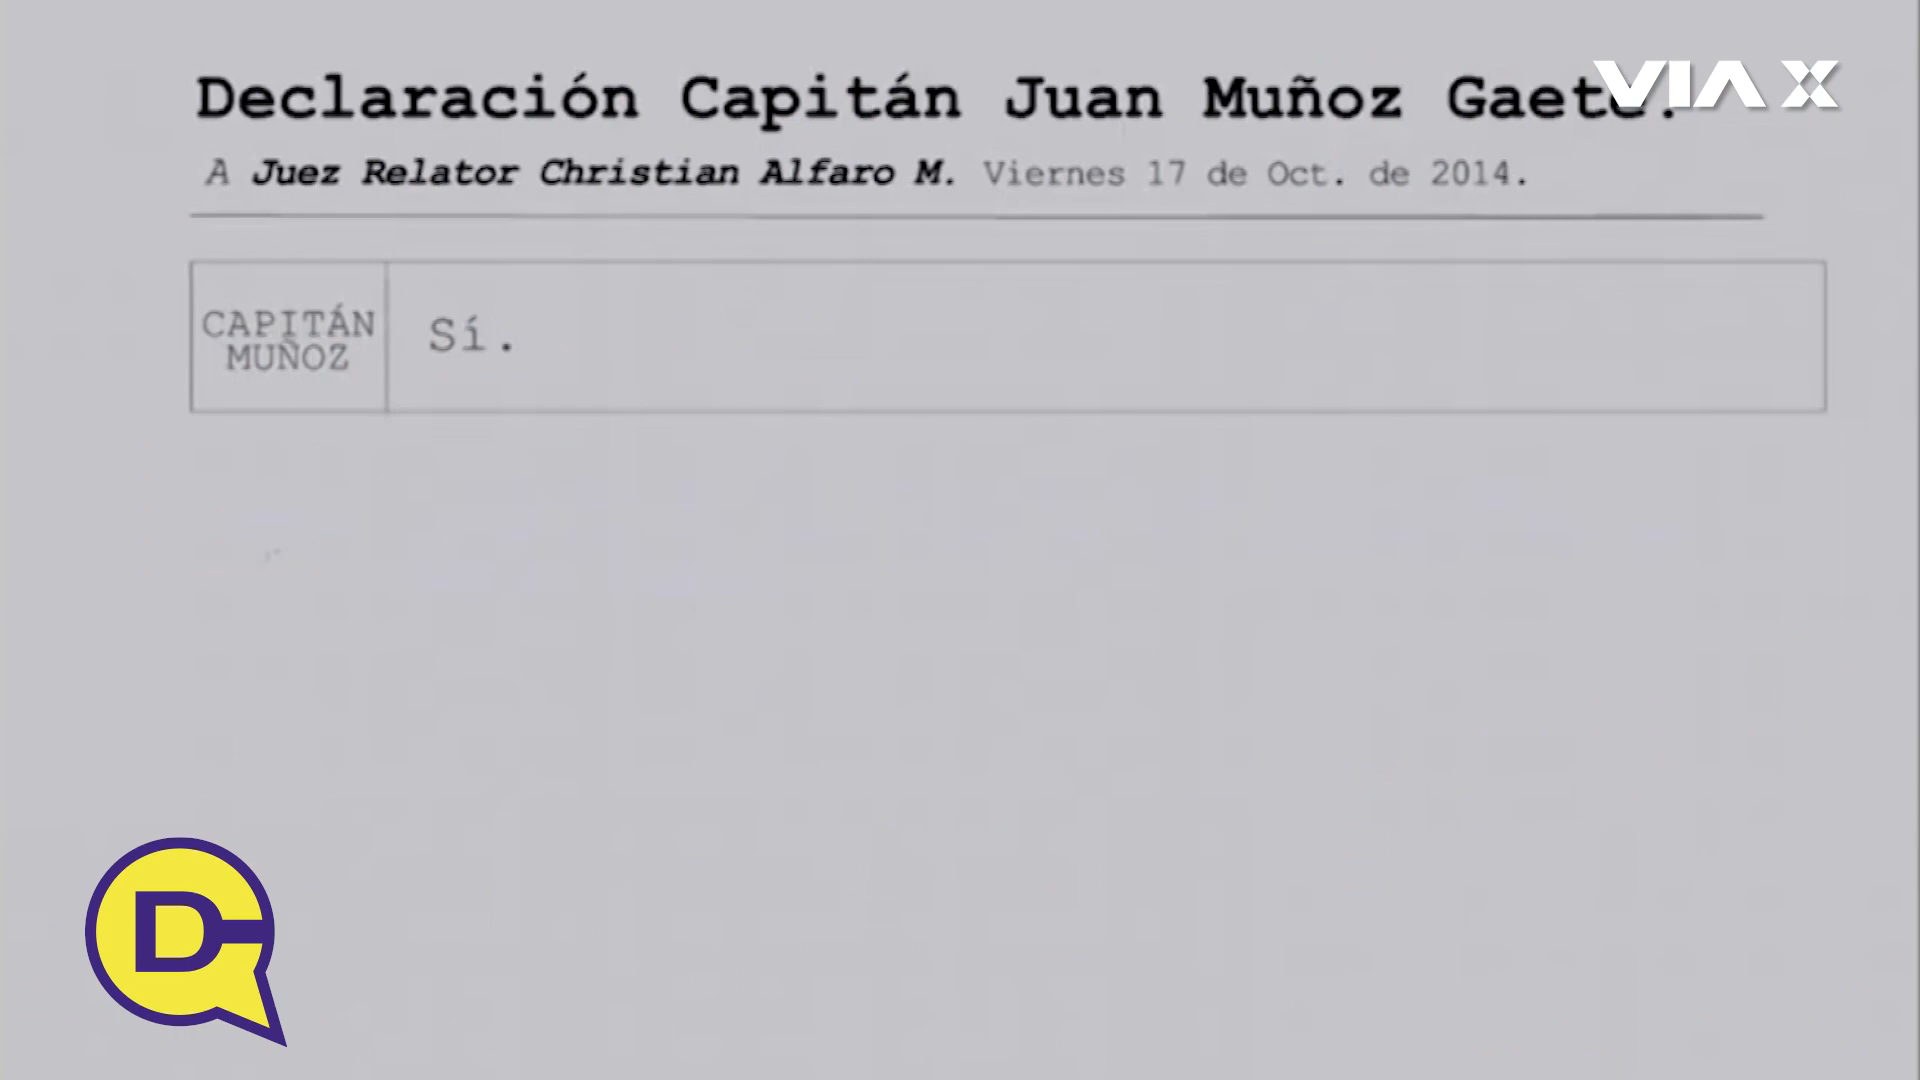 Declaración Capitán Juan Muñoz Gaete.
VIA X
A Juez Relator Christian Alfaro M. Viernes 17 de Oct. de 2014.
CAPITÁN
MUÑOZ
Sí.
D